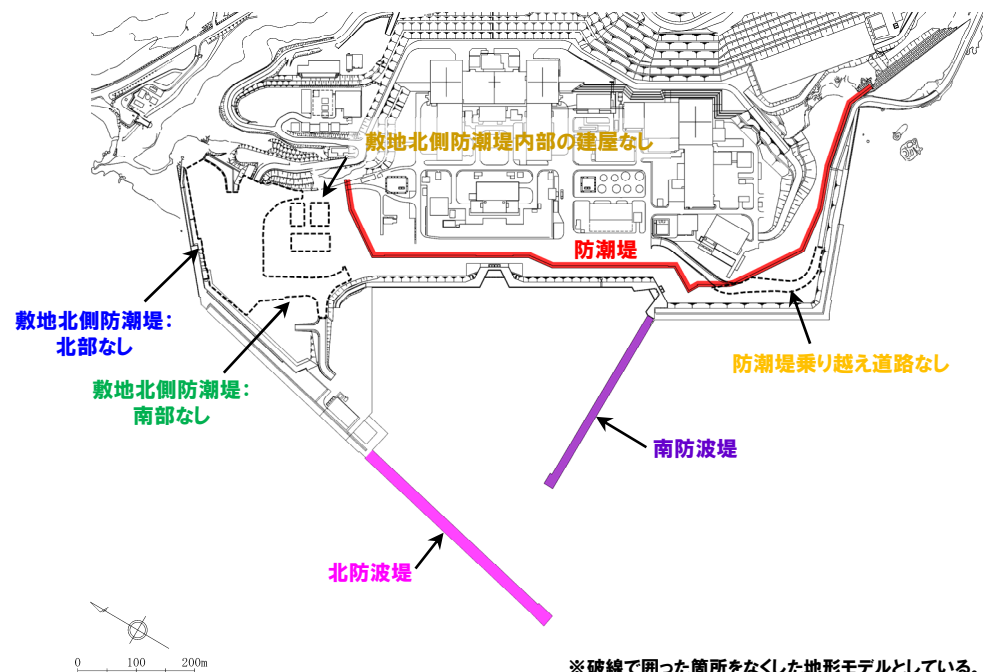 敷地北側防潮堤内部の建屋なし
防潮堤
敷地北側防潮堤：
北部なし
防潮堤乗り越え道路なし
敷地北側防潮堤：
南部なし
南防波堤
北防波堤
0 100 200m
※破線で囲った箇所をなくした地形モデルとしている。